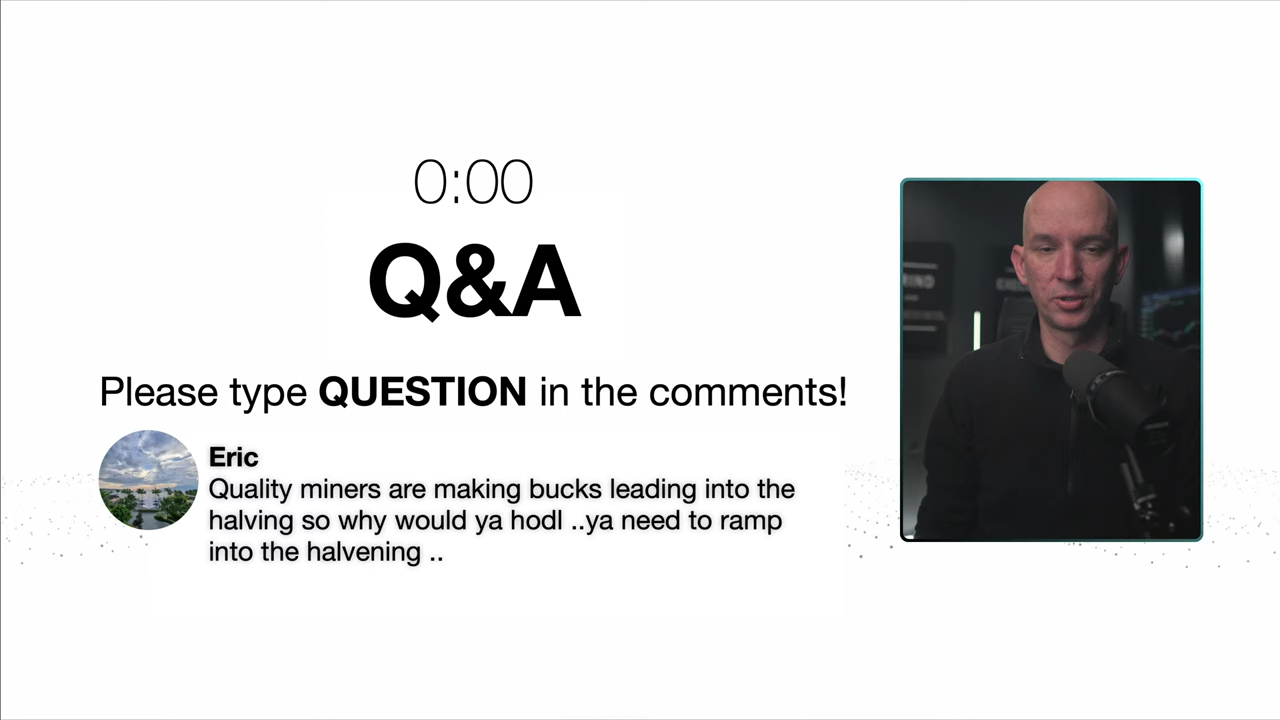 0:00
Q&A
Please type QUESTION in the comments!
Eric
Quality miners are making bucks leading into the
halving so why would ya hodl ..ya need to ramp
into the halvening ..